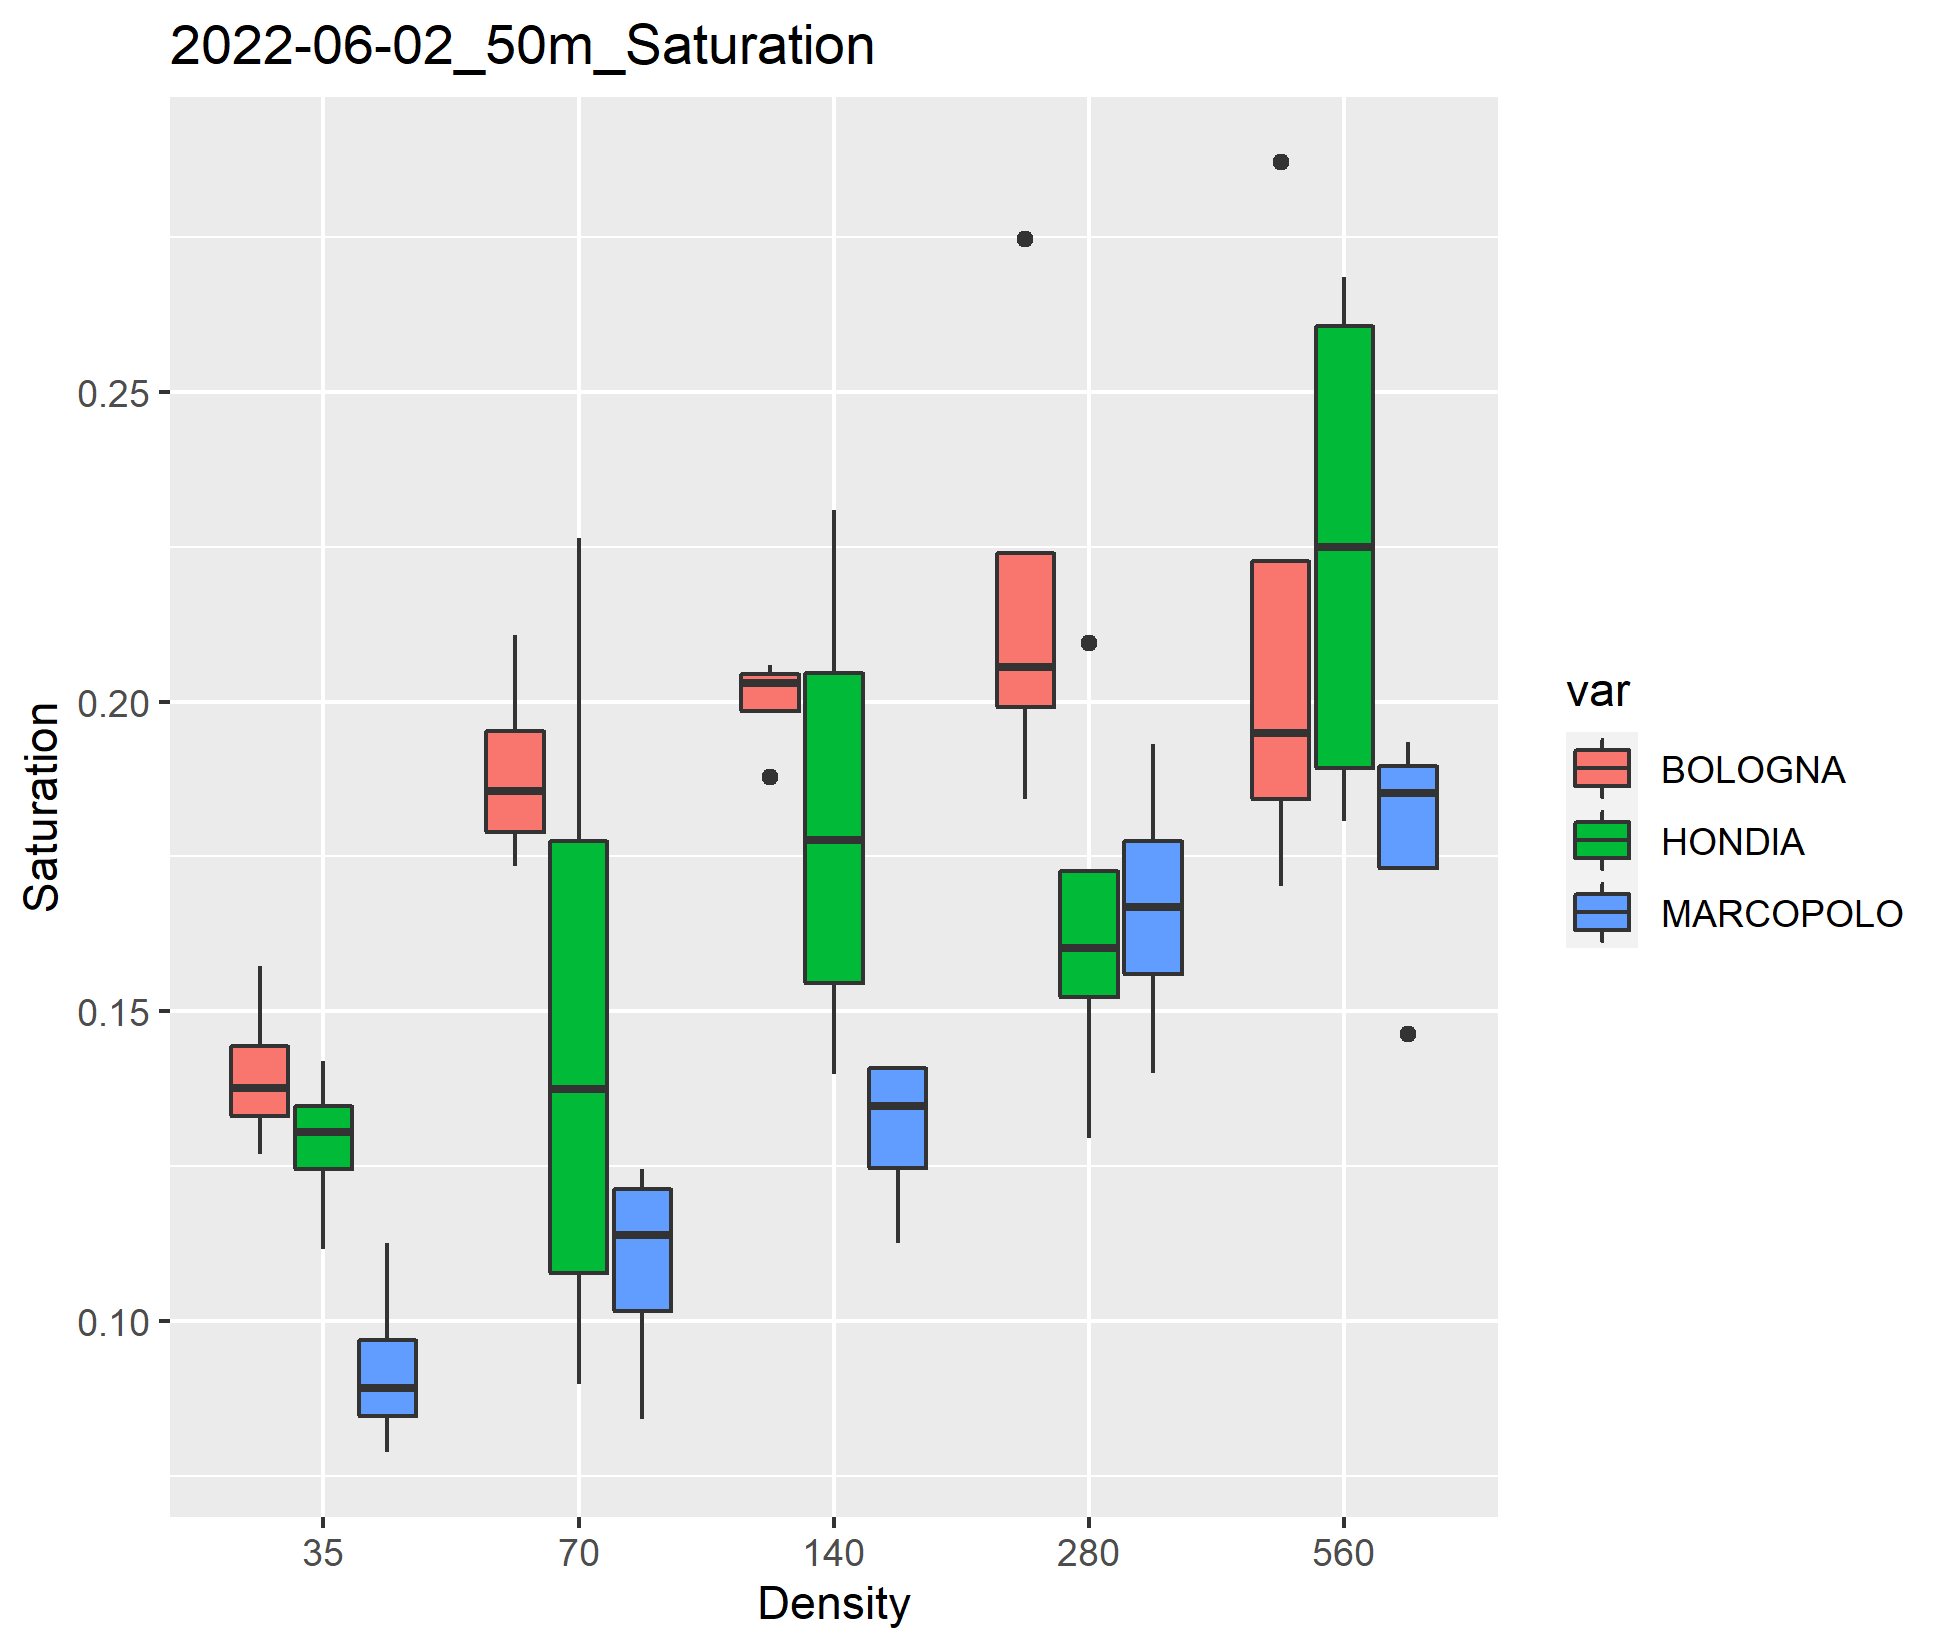 2022-06-02_50m_Saturation
Saturation
0.25
0.20
0.15
0.10
35 70 140 280 560
Density
var
BOLOGNA
HONDIA
MARCOPOLO